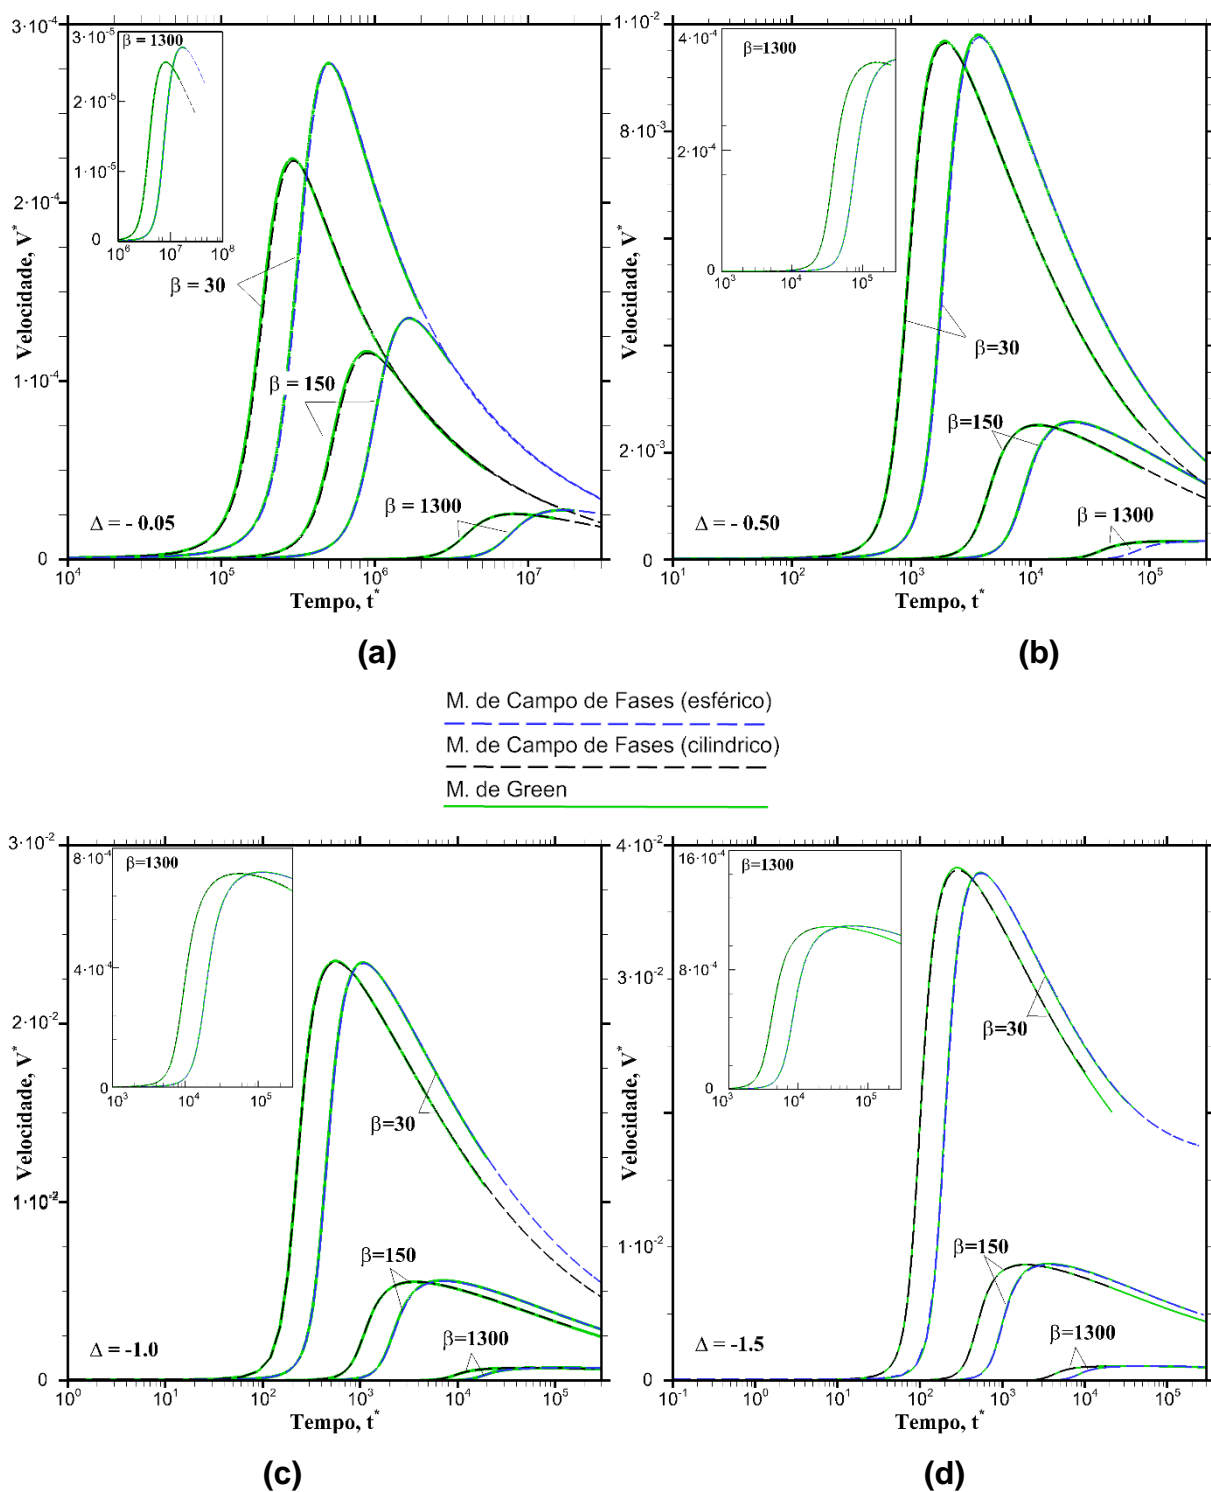 3·10⁻⁴
2·10⁻⁴
1·10⁻⁴
0
Velocidade, V*
3·10⁻⁵
2·10⁻⁵
1·10⁻⁵
0
β = 1300
10⁶ 10⁷ 10⁸
β = 30
β = 150
β = 1300
Δ = - 0.05
10⁴ 10⁵ 10⁶ 10⁷
Tempo, t*
(a)
1·10⁻²
8·10⁻³
2·10⁻³
0
Velocidade, V*
4·10⁻⁴
2·10⁻⁴
0
β=1300
10³ 10⁴ 10⁵
β=30
β=150
β = 1300
Δ = - 0.50
10¹ 10² 10³ 10⁴ 10⁵
Tempo, t*
(b)
M. de Campo de Fases (esférico)
M. de Campo de Fases (cilindrico)
M. de Green
3·10⁻²
2·10⁻²
1·10⁻²
0
Velocidade, V*
8·10⁻⁴
4·10⁻⁴
0
β=1300
10³ 10⁴ 10⁵
β=30
β=150
β=1300
Δ = -1.0
10⁰ 10¹ 10² 10³ 10⁴ 10⁵
Tempo, t*
(c)
4·10⁻²
3·10⁻²
1·10⁻²
0
Velocidade, V*
16·10⁻⁴
8·10⁻⁴
0
β=1300
10³ 10⁴ 10⁵
β=30
β=150
β=1300
Δ = -1.5
10⁻¹ 10⁰ 10¹ 10² 10³ 10⁴ 10⁵
Tempo, t*
(d)